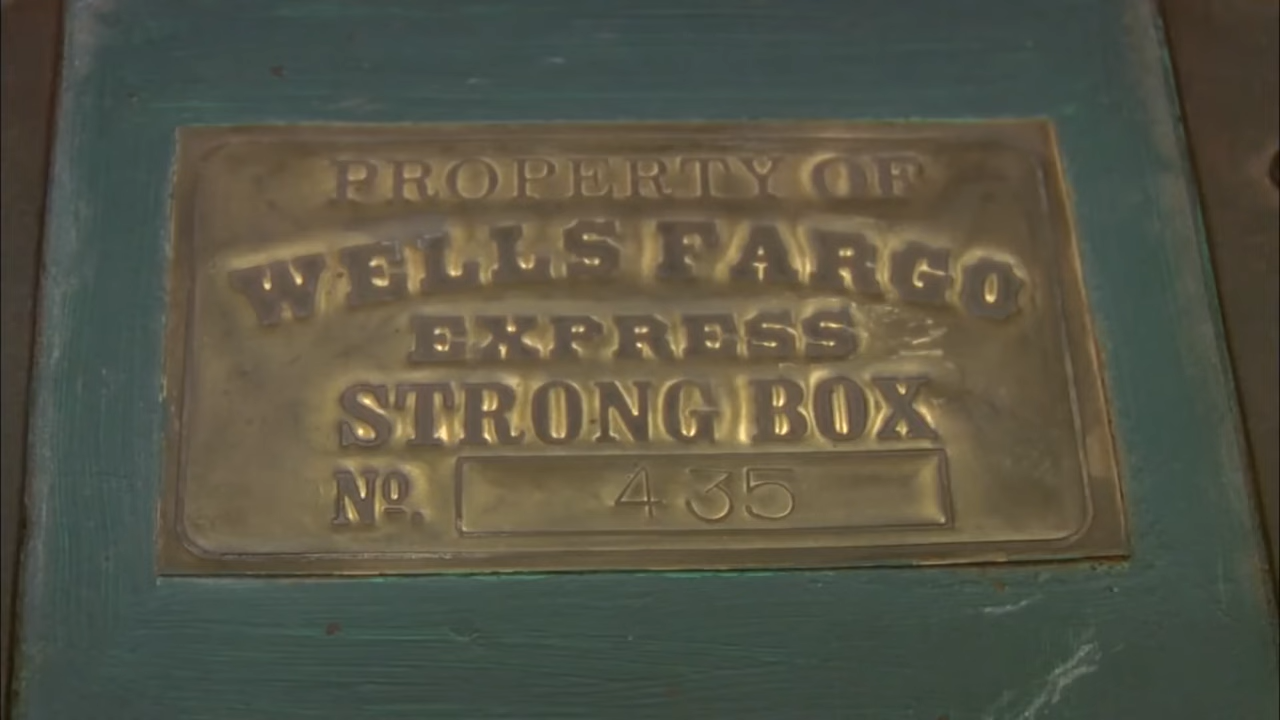 PROPERTY OF
WELLS FARGO
EXPRESS
STRONG BOX
Nº. 435